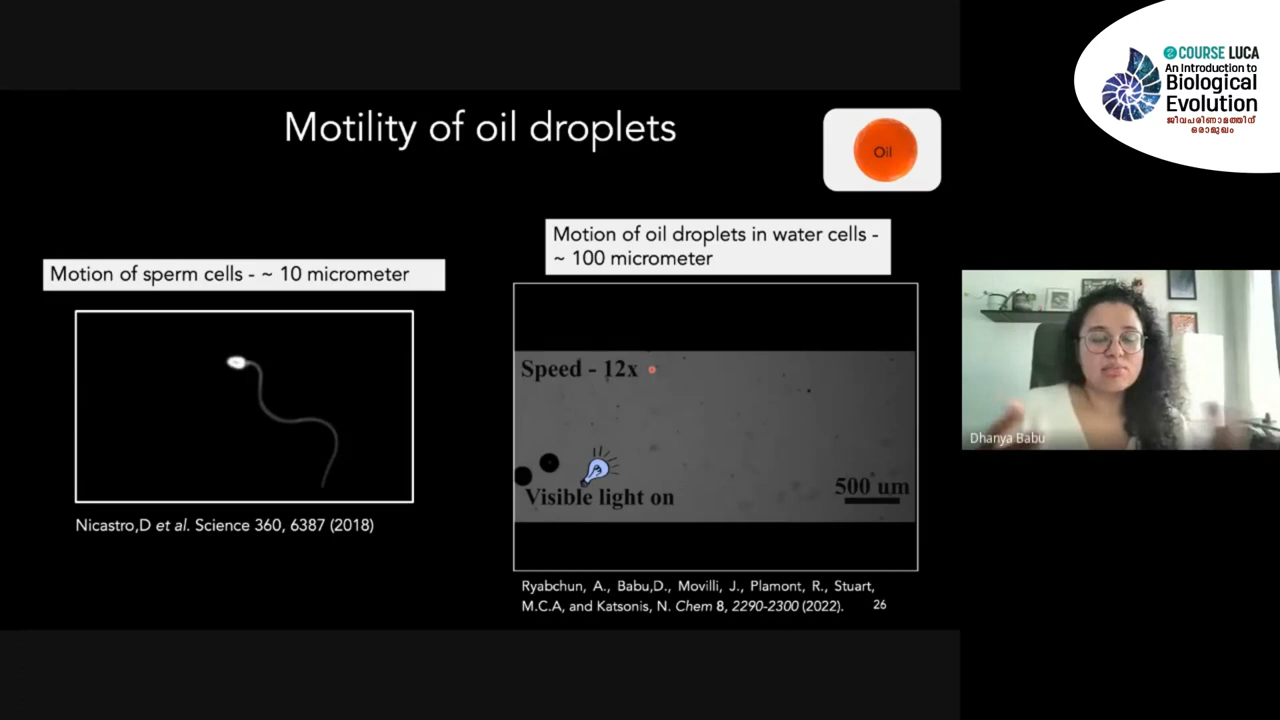 COURSE LUCA
An Introduction to
Biological
Evolution
ജീവപരിണാമത്തിന്
ഒരാമുഖം
Motility of oil droplets
Oil
Motion of sperm cells - ~ 10 micrometer
Nicastro,D et al. Science 360, 6387 (2018)
Motion of oil droplets in water cells -
~ 100 micrometer
Speed - 12x
Visible light on
500 um
Ryabchun, A., Babu,D., Movilli, J., Plamont, R., Stuart,
M.C.A, and Katsonis, N. Chem 8, 2290-2300 (2022).
26
Dhanya Babu